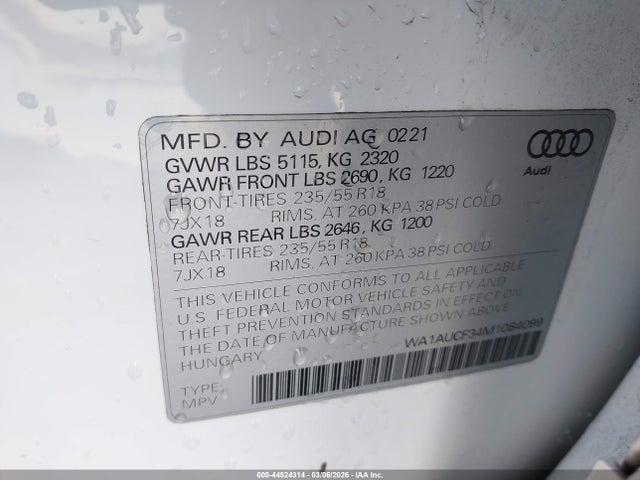 MFD. BY AUDI AG 0221
GVWR LBS 5115, KG 2320
GAWR FRONT LBS 2690, KG 1220
FRONT-TIRES 235/55 R18
7JX18 RIMS, AT 260 KPA 38 PSI COLD
GAWR REAR LBS 2646, KG 1200
REAR-TIRES 235/55 R18
7JX18 RIMS, AT 260 KPA 38 PSI COLD
THIS VEHICLE CONFORMS TO ALL APPLICABLE
U.S. FEDERAL MOTOR VEHICLE SAFETY AND
THEFT PREVENTION STANDARDS IN EFFECT ON
THE DATE OF MANUFACTURE SHOWN ABOVE.
HUNGARY WA1AUCF34M1084099
TYPE,
MPV
Audi
000-44524314 - 03/06/2026 - IAA Inc.